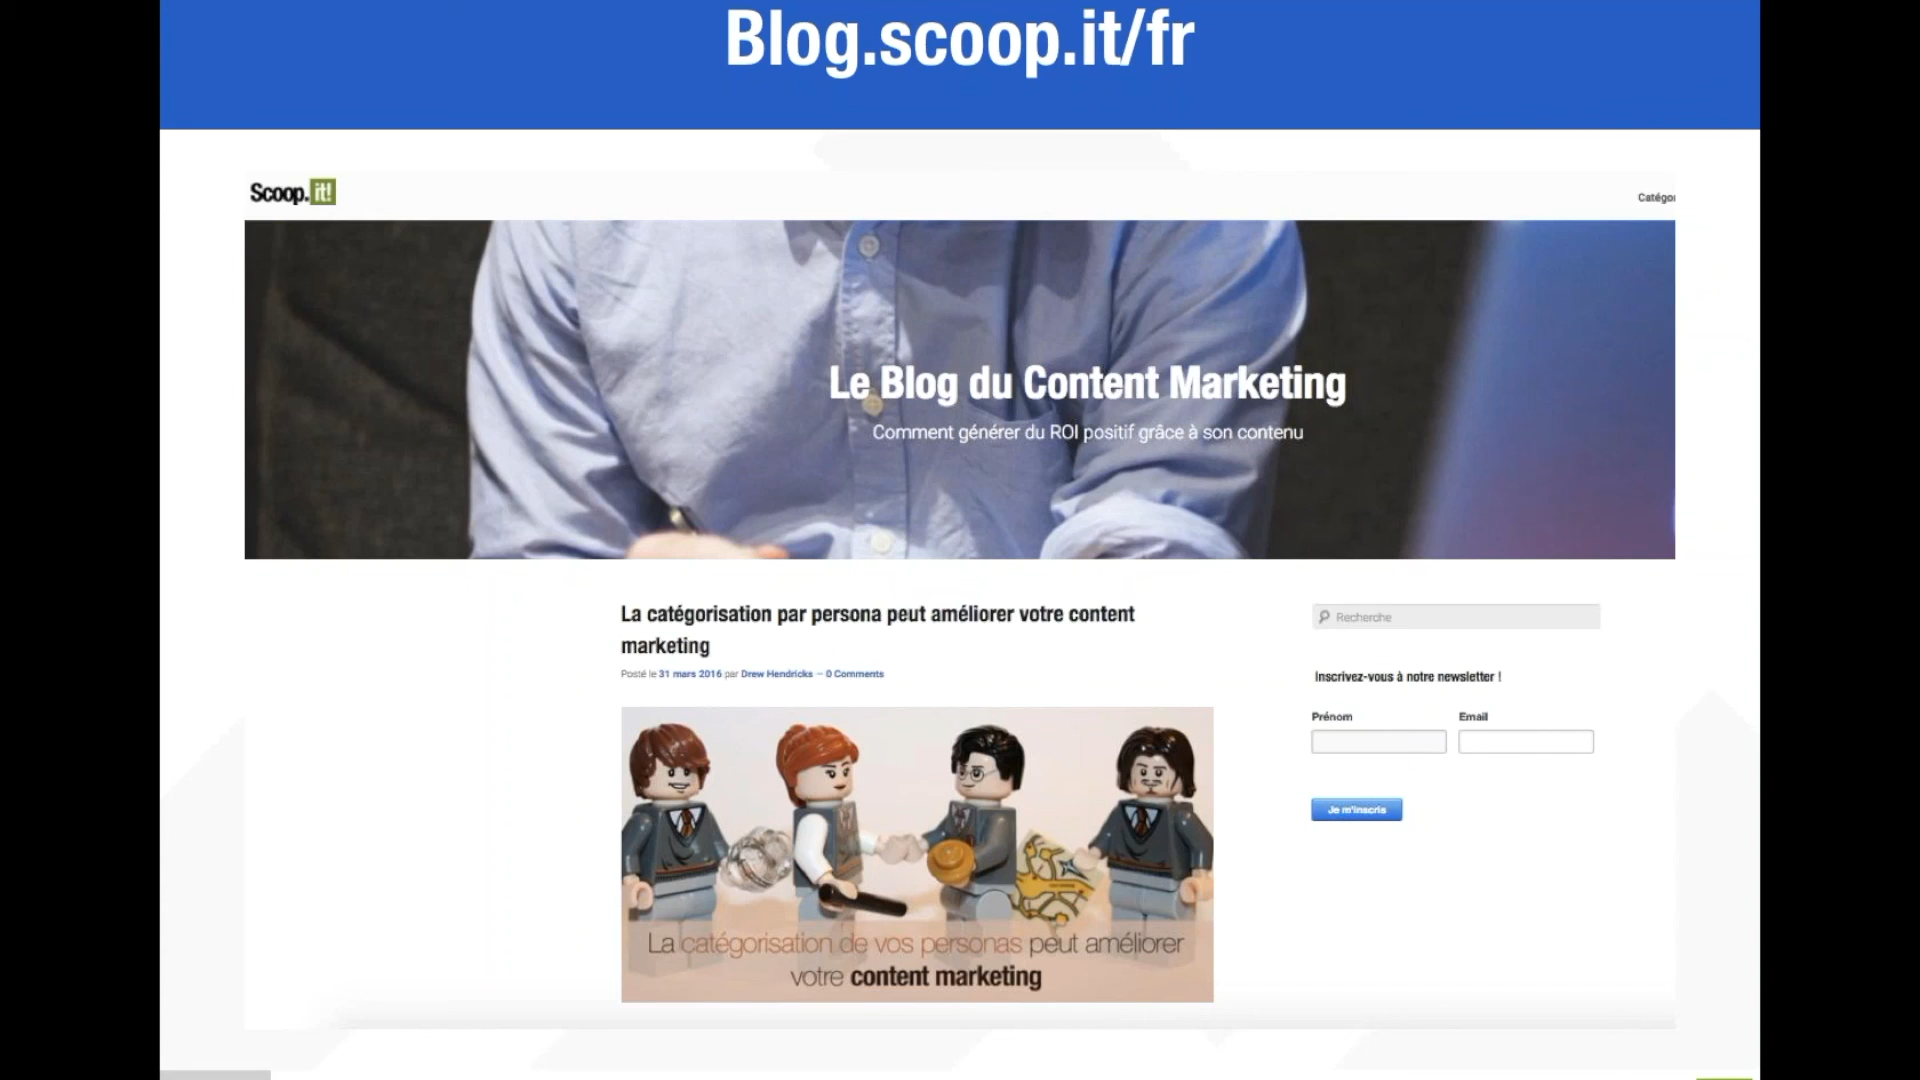 Blog.scoop.it/fr
Scoop.it!
Le Blog du Content Marketing
Comment générer du ROI positif grâce à son contenu
La catégorisation par persona peut améliorer votre content
marketing
Posté le 31 mars 2016 par Drew Hendricks — 0 Comments
La catégorisation de vos personas peut améliorer
votre content marketing
Recherche
Inscrivez-vous à notre newsletter !
Prénom Email
Je m'inscris